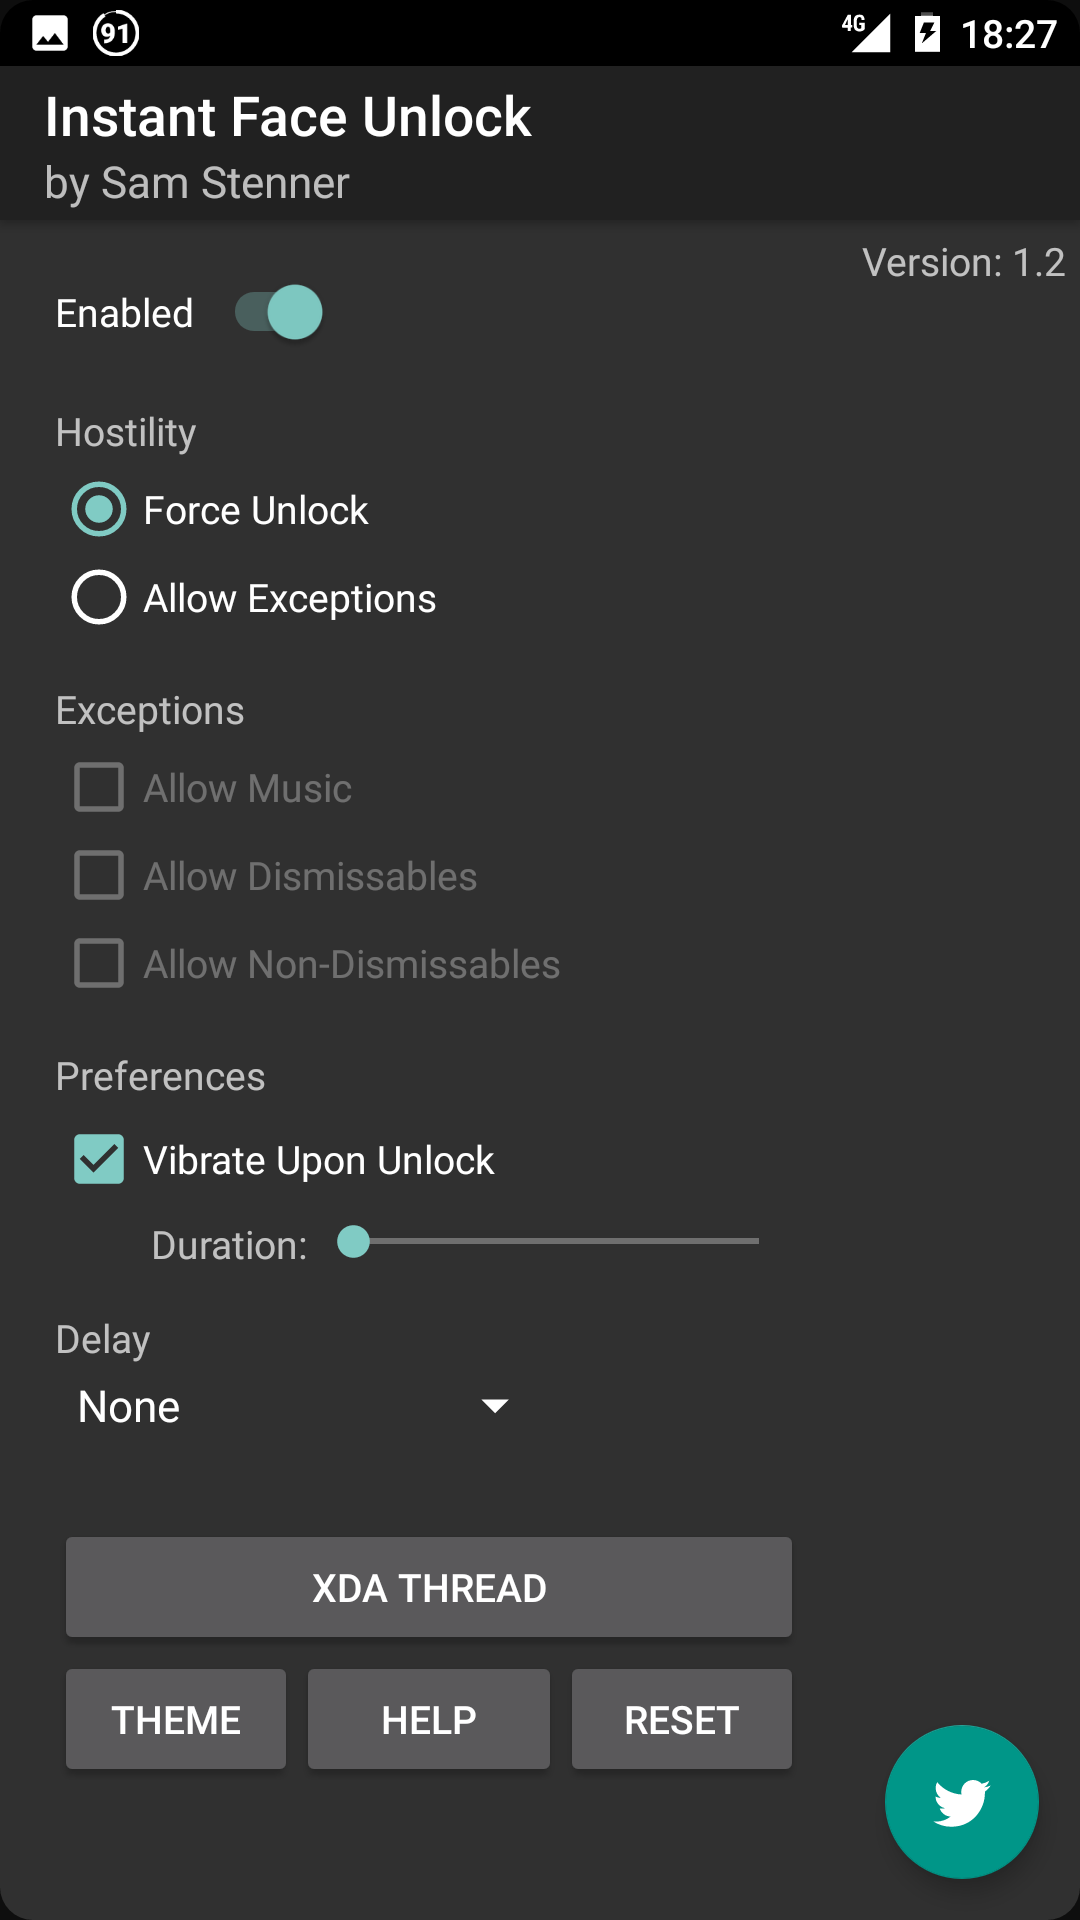 91 4G 18:27
Instant Face Unlock
by Sam Stenner
Version: 1.2
Enabled
Hostility
Force Unlock
Allow Exceptions
Exceptions
Allow Music
Allow Dismissables
Allow Non-Dismissables
Preferences
Vibrate Upon Unlock
Duration:
Delay
None
XDA THREAD
THEME HELP RESET